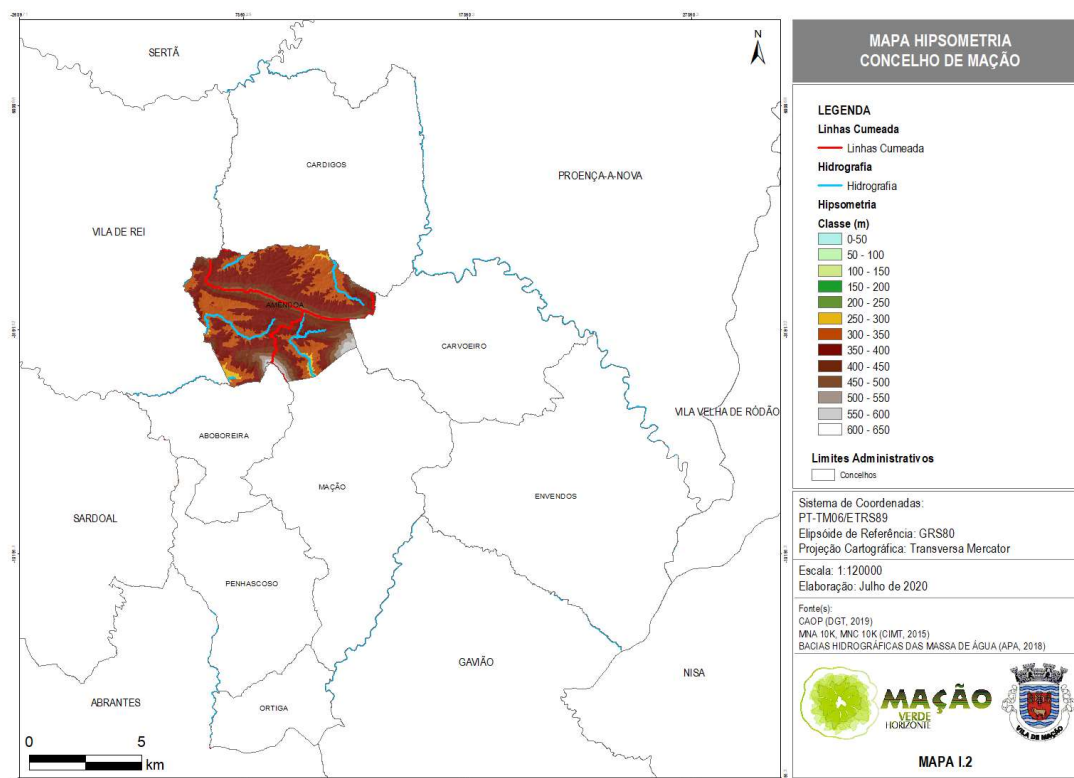 MAPA HIPSOMETRIA
CONCELHO DE MAÇÃO
N
SERTÃ
CARDIGOS
PROENÇA-A-NOVA
VILA DE REI
AMÊNDOA
CARVOEIRO
VILA VELHA DE RÓDÃO
ABOBOREIRA
MAÇÃO
ENVENDOS
SARDOAL
PENHASCOSO
GAVIÃO
NISA
ABRANTES
ORTIGA
0 5
km
LEGENDA
Linhas Cumeada
Linhas Cumeada
Hidrografia
Hidrografia
Hipsometria
Classe (m)
0-50
50 - 100
100 - 150
150 - 200
200 - 250
250 - 300
300 - 350
350 - 400
400 - 450
450 - 500
500 - 550
550 - 600
600 - 650
Limites Administrativos
Concelhos
Sistema de Coordenadas:
PT-TM06/ETRS89
Elipsóide de Referência: GRS80
Projeção Cartográfica: Transversa Mercator
Escala: 1:120000
Elaboração: Julho de 2020
Fonte(s):
CAOP (DGT, 2019)
MNA 10K, MNC 10K (CIMT, 2015)
BACIAS HIDROGRÁFICAS DAS MASSA DE ÁGUA (APA, 2018)
MAÇÃO
VERDE
HORIZONTE
VILA DE MAÇÃO
MAPA I.2